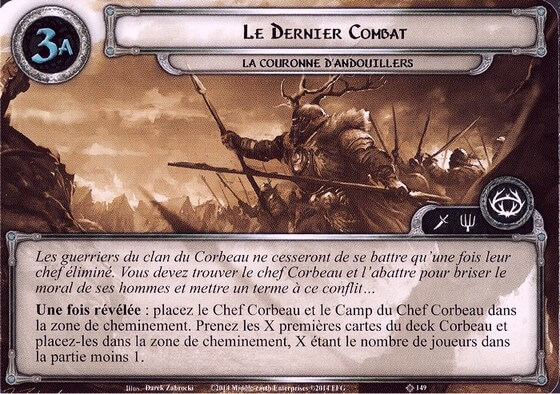 3A
Le Dernier Combat
La Couronne d'Andouillers
Les guerriers du clan du Corbeau ne cesseront de se battre qu'une fois leur
chef éliminé. Vous devez trouver le chef Corbeau et l'abattre pour briser le
moral de ses hommes et mettre un terme à ce conflit…
Une fois révélée : placez le Chef Corbeau et le Camp du Chef Corbeau dans
la zone de cheminement. Prenez les X premières cartes du deck Corbeau et
placez-les dans la zone de cheminement, X étant le nombre de joueurs dans
la partie moins 1.
Illus. Darek Zabrocki ©2014 Middle-earth Enterprises ©2014 FFG 149